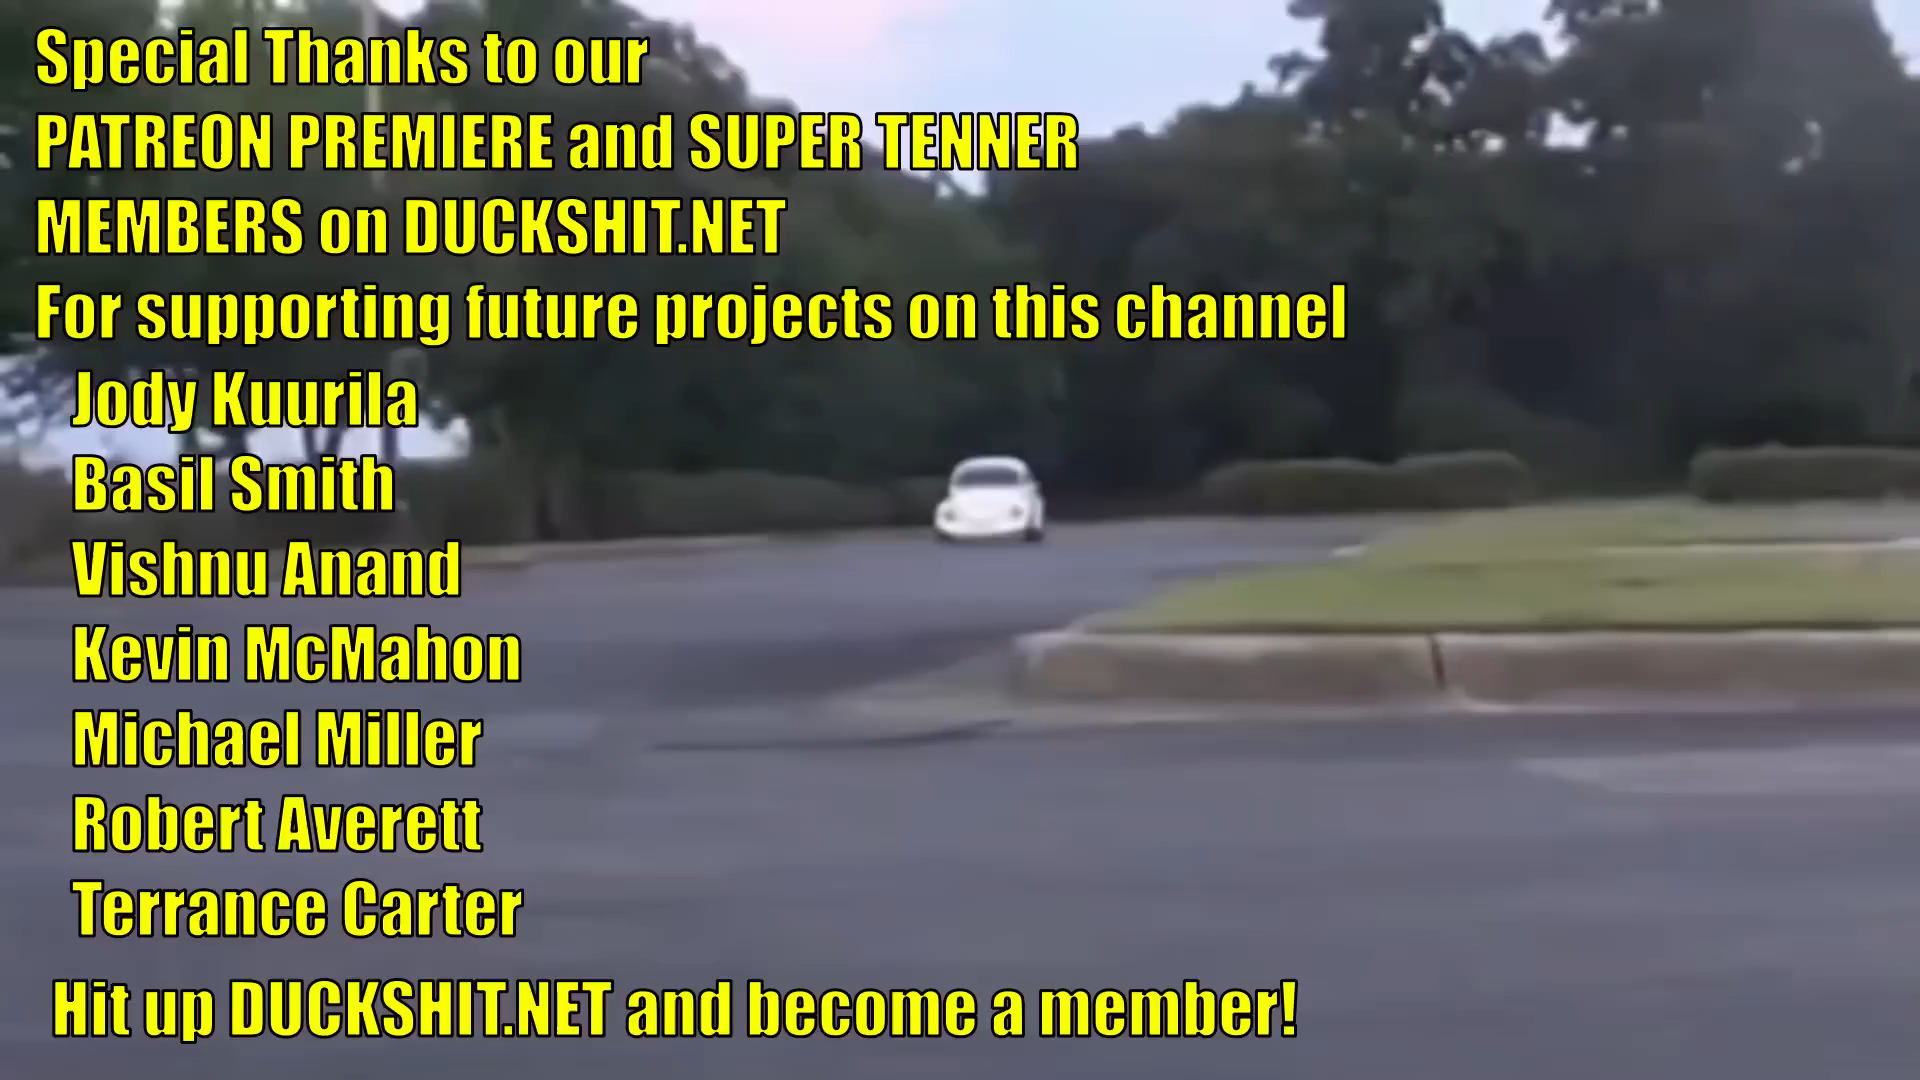 Special Thanks to our
PATREON PREMIERE and SUPER TENNER
MEMBERS on DUCKSHIT.NET
For supporting future projects on this channel
Jody Kuurila
Basil Smith
Vishnu Anand
Kevin McMahon
Michael Miller
Robert Averett
Terrance Carter
Hit up DUCKSHIT.NET and become a member!